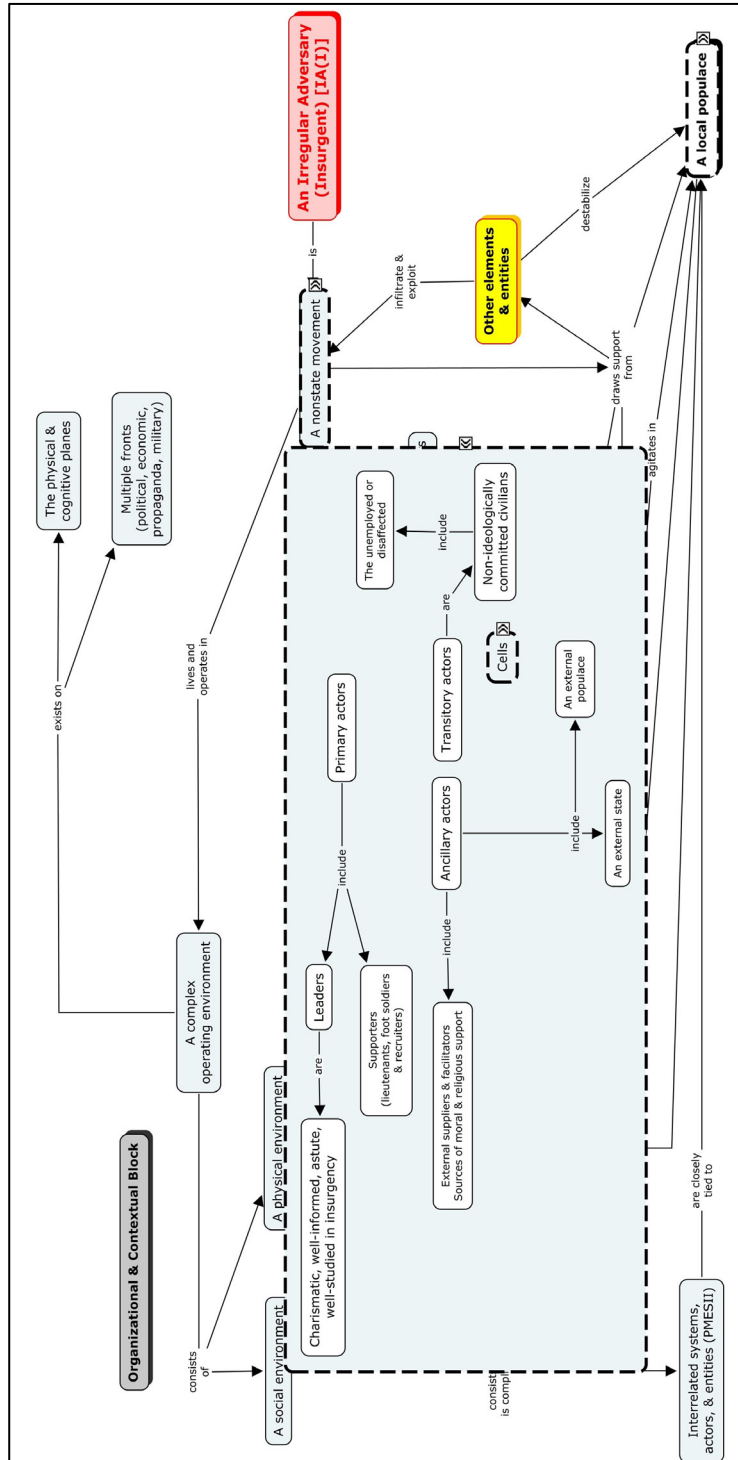 The physical &
cognitive planes
exists on
Multiple fronts
(political, economic,
propaganda, military)
Organizational & Contextual Block
A complex
operating environment
lives and
operates in
consists
of
A social environment
A physical environment
A nonstate movement
is
An Irregular Adversary
(Insurgent) [IA(I)]
Charismatic, well-informed, astute,
well-studied in insurgency
are
Leaders
include
Primary actors
Supporters
(lieutenants, foot soldiers
& recruiters)
The unemployed or
disaffected
include
infiltrate &
exploit
s
External suppliers & facilitators
Sources of moral & religious support
include
Ancillary actors
Transitory actors
are
Non-ideologically
committed civilians
Other elements
& entities
Cells
consist
is compl
include
An external
populace
destabilize
An external state
draws support
from
agitates in
Interrelated systems,
actors, & entities (PMESII)
are closely
tied to
A local populace